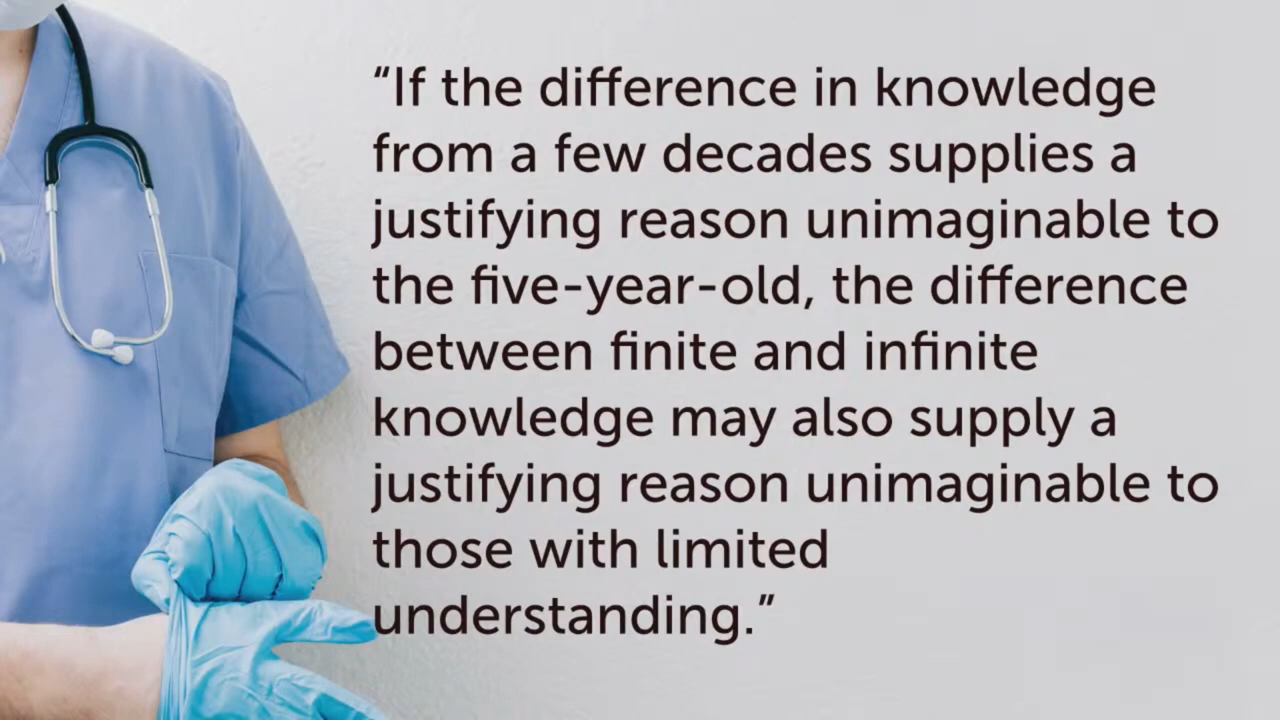 “If the difference in knowledge
from a few decades supplies a
justifying reason unimaginable to
the five-year-old, the difference
between finite and infinite
knowledge may also supply a
justifying reason unimaginable to
those with limited
understanding.”